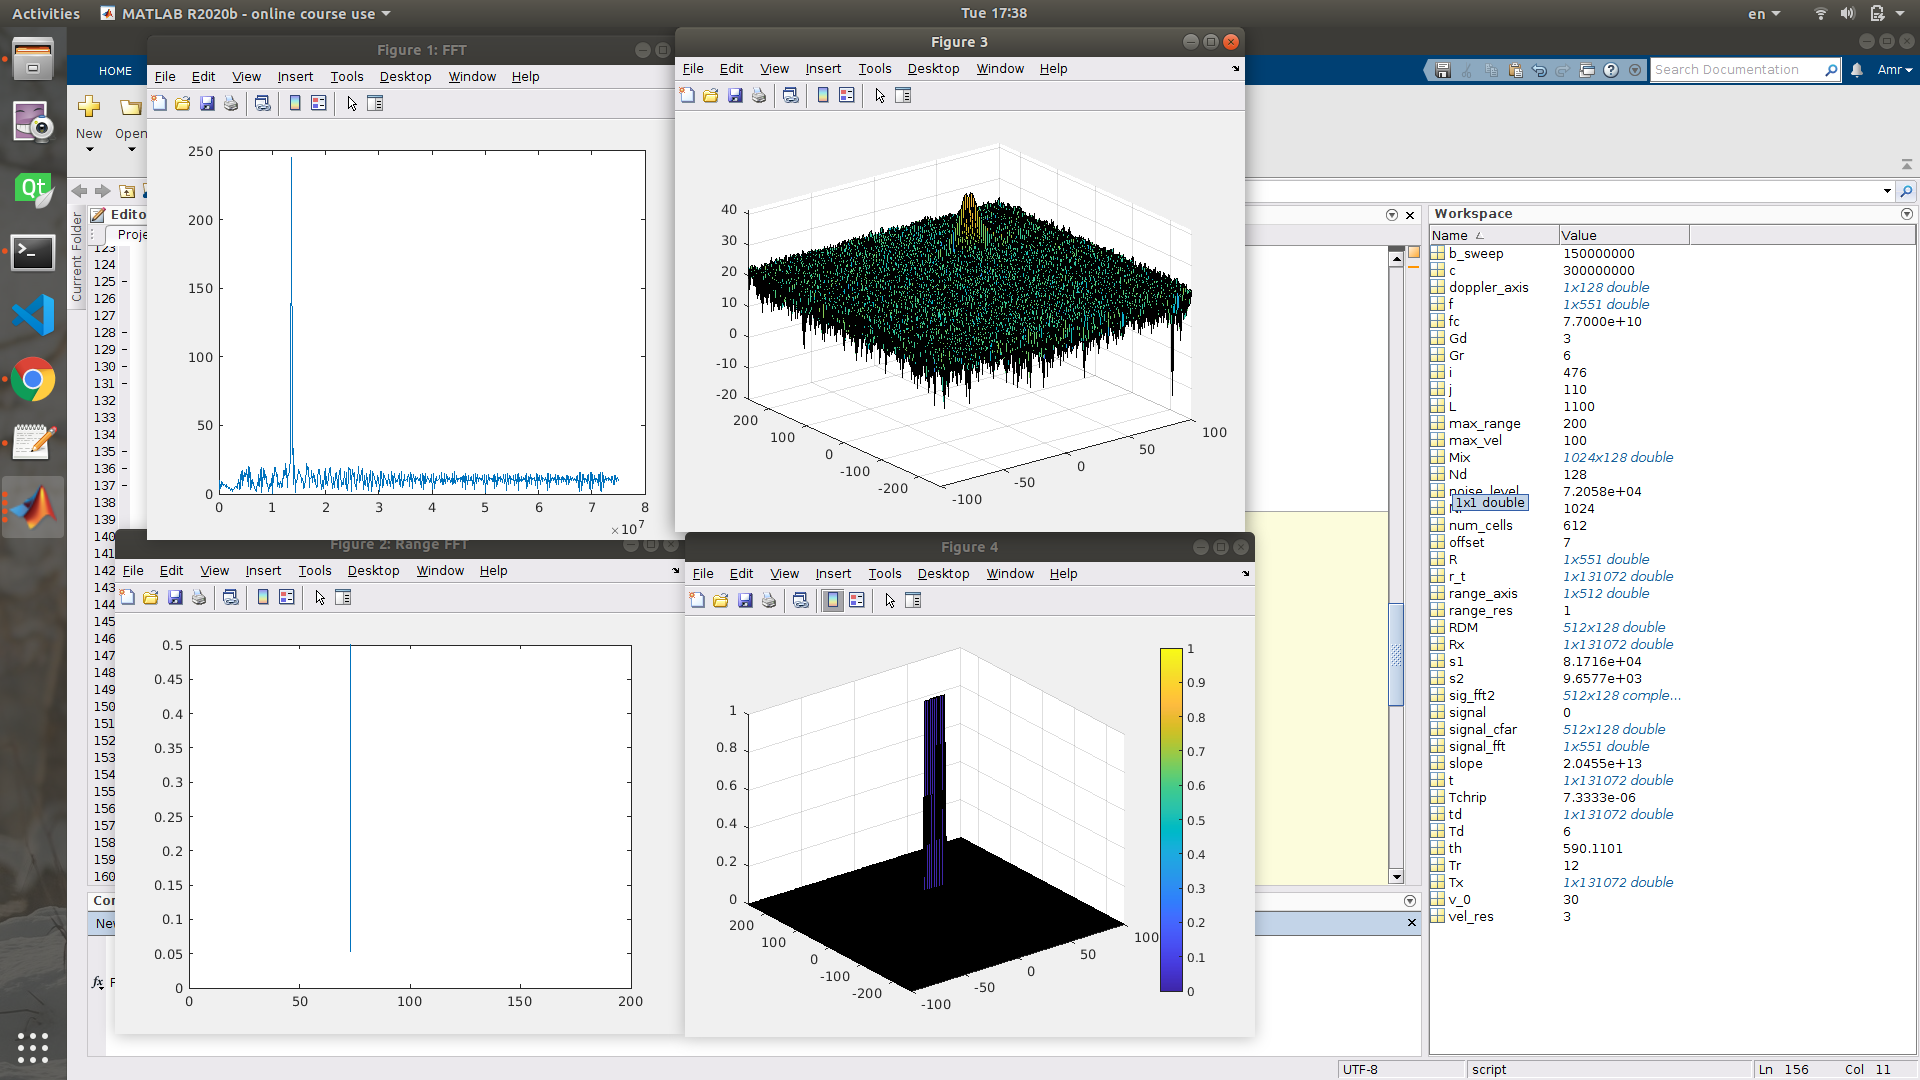 Activities
MATLAB R2020b - online course use
Tue 17:38
en
HOME
Search Documentation
Amr
New
Open
Current Folder
Edito
Proje
123
124
125
126
127
128
129
130
131
132
133
134
135
136
137
138
139
140
141
142
143
144
145
146
147
148
149
150
151
152
153
154
155
156
157
158
159
160
Figure 1: FFT
File Edit View Insert Tools Desktop Window Help
250
200
150
100
50
0
0 1 2 3 4 5 6 7 8
×10⁷
Figure 3
File Edit View Insert Tools Desktop Window Help
40
30
20
10
0
-10
-20
200
100
0
-100
-200
100
50
0
-50
-100
Figure 2: Range FFT
File Edit View Insert Tools Desktop Window Help
0.5
0.45
0.4
0.35
0.3
0.25
0.2
0.15
0.1
0.05
0
0 50 100 150 200
Figure 4
File Edit View Insert Tools Desktop Window Help
1
0.8
0.6
0.4
0.2
0
200
100
0
-100
-200
100
50
0
-50
-100
1
0.9
0.8
0.7
0.6
0.5
0.4
0.3
0.2
0.1
0
Cor
New
fx
Workspace
Name Value
b_sweep 150000000
c 300000000
doppler_axis 1x128 double
f 1x551 double
fc 7.7000e+10
Gd 3
Gr 6
i 476
j 110
L 1100
max_range 200
max_vel 100
Mix 1024x128 double
Nd 128
noise_level 7.2058e+04
1x1 double
1024
num_cells 612
offset 7
R 1x551 double
r_t 1x131072 double
range_axis 1x512 double
range_res 1
RDM 512x128 double
Rx 1x131072 double
s1 8.1716e+04
s2 9.6577e+03
sig_fft2 512x128 comple...
signal 0
signal_cfar 512x128 double
signal_fft 1x551 double
slope 2.0455e+13
t 1x131072 double
Tchrip 7.3333e-06
td 1x131072 double
Td 6
th 590.1101
Tr 12
Tx 1x131072 double
v_0 30
vel_res 3
UTF-8
script
Ln 156 Col 11